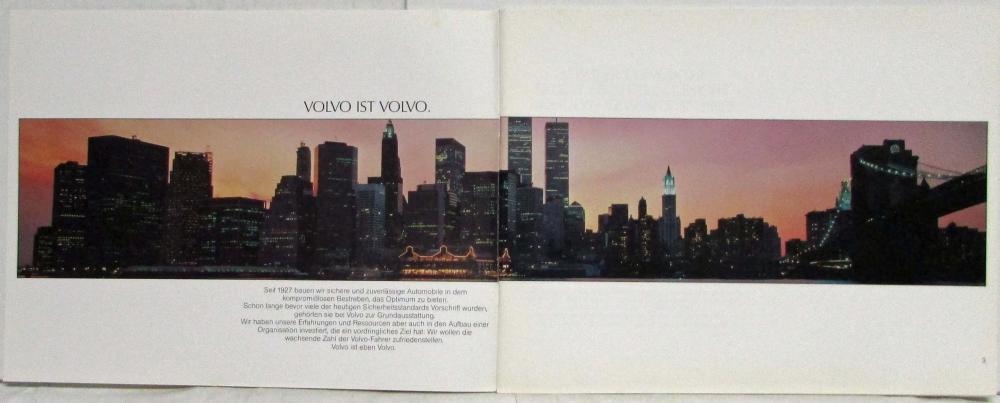 VOLVO IST VOLVO.
Seit 1927 bauen wir sichere und zuverlässige Automobile in dem
kompromißlosen Bestreben, das Optimum zu bieten.
Schon lange bevor viele der heutigen Sicherheitsstandards Vorschrift wurden,
gehörten sie bei Volvo zur Grundausstattung.
Wir haben unsere Erfahrungen und Ressourcen aber auch in den Aufbau einer
Organisation investiert, die ein vordringliches Ziel hat: Wir wollen die
wachsende Zahl der Volvo-Fahrer zufriedenstellen.
Volvo ist eben Volvo.
3